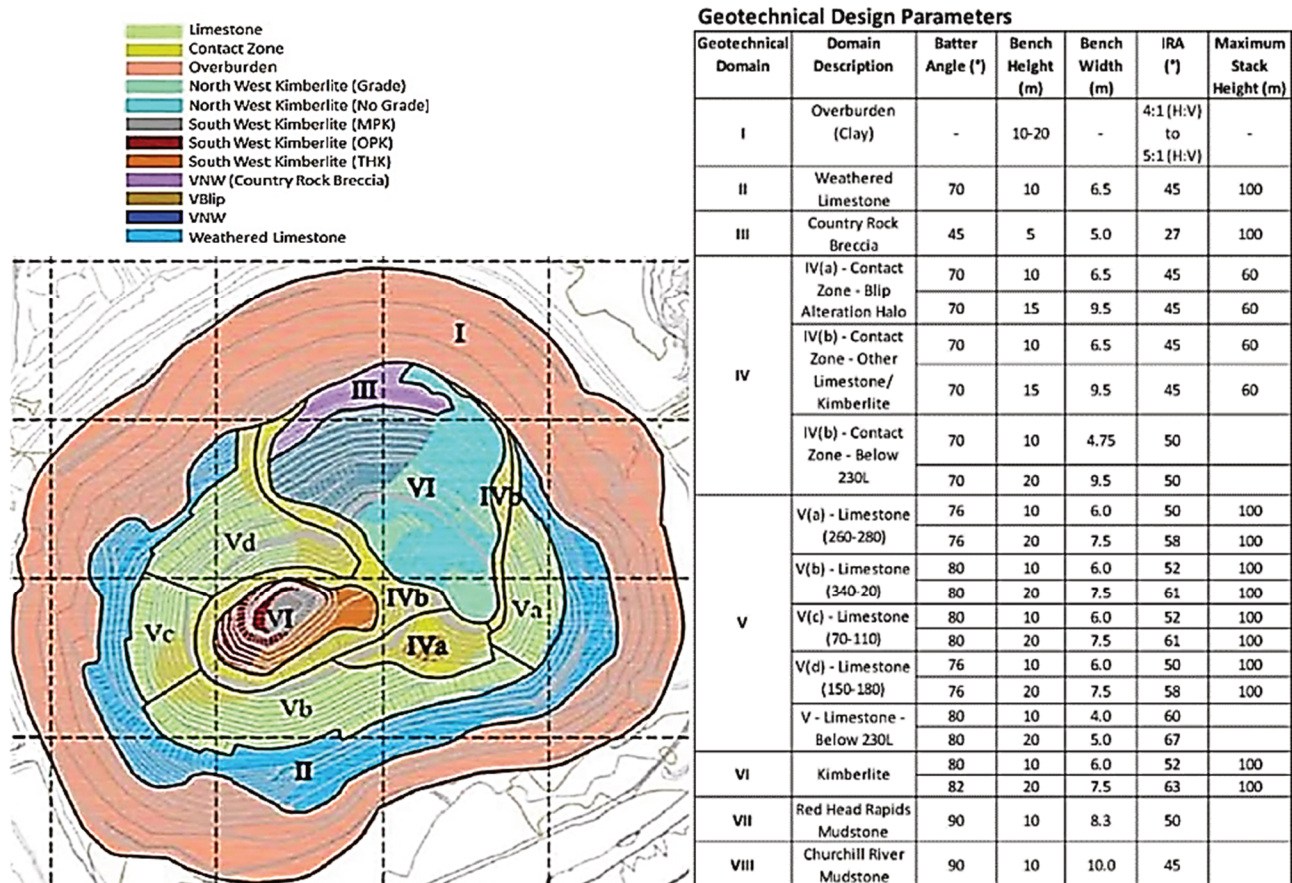 Limestone
Contact Zone
Overburden
North West Kimberlite (Grade)
North West Kimberlite (No Grade)
South West Kimberlite (MPK)
South West Kimberlite (OPK)
South West Kimberlite (THK)
VNW (Country Rock Breccia)
VBlip
VNW
Weathered Limestone
I
III
VI
IVb
Vd
IVb
Va
VI
Vc
IVa
Vb
II
Geotechnical Design Parameters
Geotechnical Domain | Domain Description | Batter Angle (°) | Bench Height (m) | Bench Width (m) | IRA (°) | Maximum Stack Height (m)
I | Overburden (Clay) | - | 10-20 | - | 4:1 (H:V) to 5:1 (H:V) | -
II | Weathered Limestone | 70 | 10 | 6.5 | 45 | 100
III | Country Rock Breccia | 45 | 5 | 5.0 | 27 | 100
IV | IV(a) - Contact Zone - Blip Alteration Halo | 70 | 10 | 6.5 | 45 | 60
70 | 15 | 9.5 | 45 | 60
IV(b) - Contact Zone - Other Limestone/ Kimberlite | 70 | 10 | 6.5 | 45 | 60
70 | 15 | 9.5 | 45 | 60
IV(b) - Contact Zone - Below 230L | 70 | 10 | 4.75 | 50
70 | 20 | 9.5 | 50
V | V(a) - Limestone (260-280) | 76 | 10 | 6.0 | 50 | 100
76 | 20 | 7.5 | 58 | 100
V(b) - Limestone (340-20) | 80 | 10 | 6.0 | 52 | 100
80 | 20 | 7.5 | 61 | 100
V(c) - Limestone (70-110) | 80 | 10 | 6.0 | 52 | 100
80 | 20 | 7.5 | 61 | 100
V(d) - Limestone (150-180) | 76 | 10 | 6.0 | 50 | 100
76 | 20 | 7.5 | 58 | 100
V - Limestone - Below 230L | 80 | 10 | 4.0 | 60
80 | 20 | 5.0 | 67
VI | Kimberlite | 80 | 10 | 6.0 | 52 | 100
82 | 20 | 7.5 | 63 | 100
VII | Red Head Rapids Mudstone | 90 | 10 | 8.3 | 50
VIII | Churchill River Mudstone | 90 | 10 | 10.0 | 45